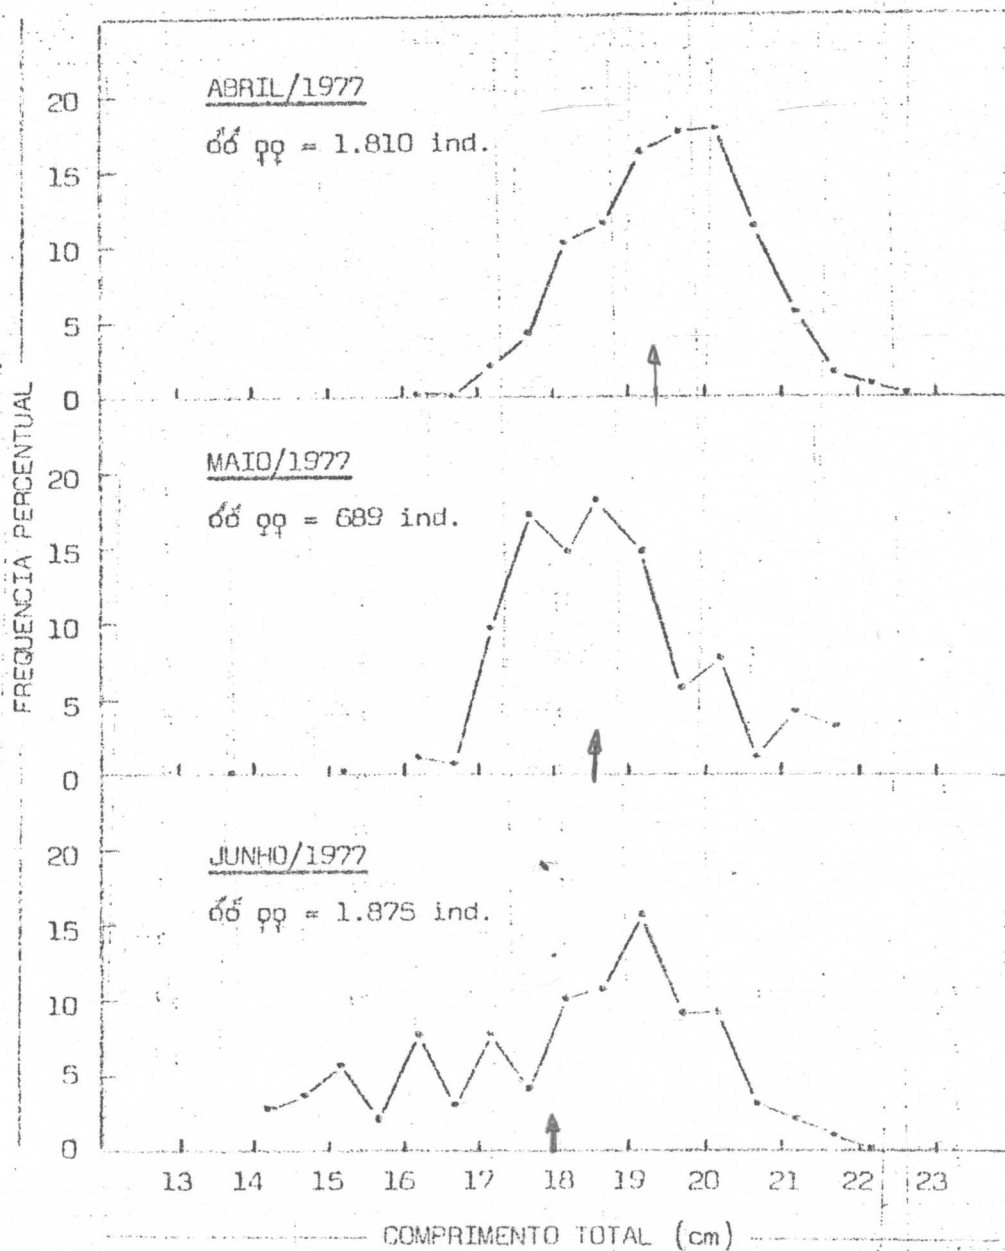 FREQUENCIA PERCENTUAL
ABRIL/1977
♂♂ ♀♀ = 1.810 ind.
20
15
10
5
0
MAIO/1977
♂♂ ♀♀ = 689 ind.
20
15
10
5
0
JUNHO/1977
♂♂ ♀♀ = 1.875 ind.
20
15
10
5
0
13 14 15 16 17 18 19 20 21 22 23
COMPRIMENTO TOTAL (cm)